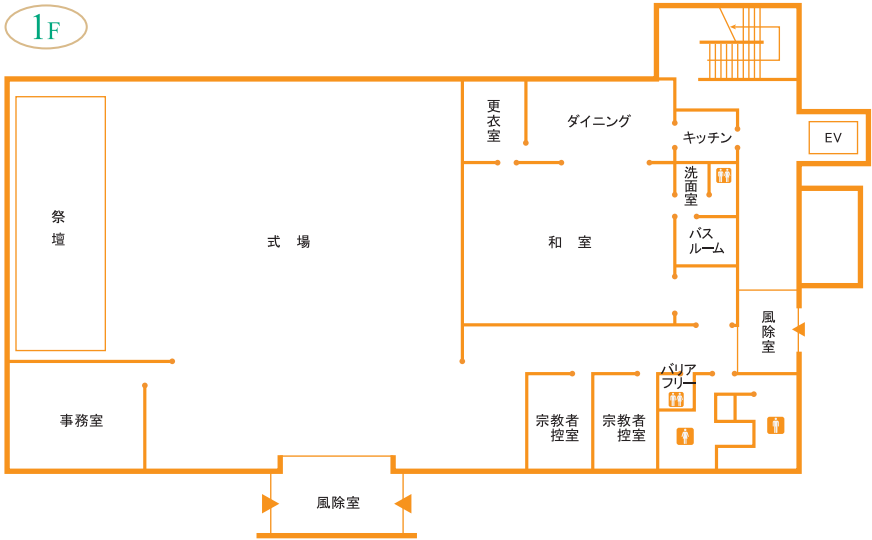 1F
更衣室
ダイニング
キッチン
EV
洗面室
祭壇
式場
和室
バス
ルーム
風除室
バリア
フリー
事務室
宗教者
控室
宗教者
控室
風除室